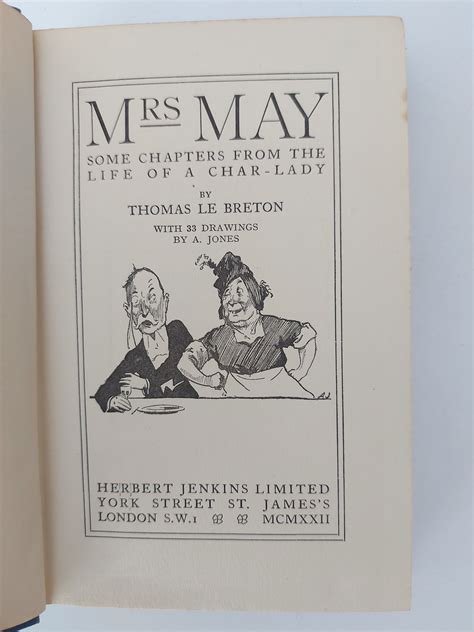 MRS MAY
SOME CHAPTERS FROM THE
LIFE OF A CHAR-LADY
BY
THOMAS LE BRETON
WITH 33 DRAWINGS
BY A. JONES
AJ
HERBERT JENKINS LIMITED
YORK STREET ST. JAMES'S
LONDON S.W.1 MCMXXII